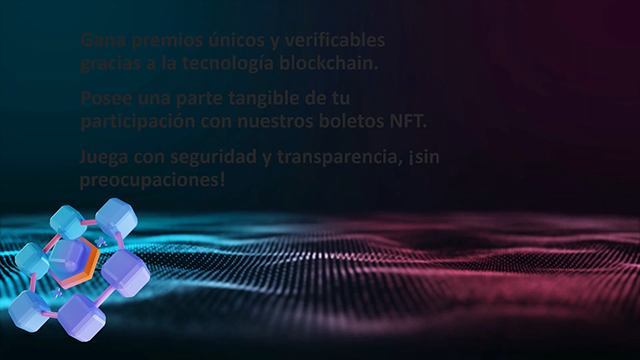 Gana premios únicos y verificables
gracias a la tecnología blockchain.
Posee una parte tangible de tu
participación con nuestros boletos NFT.
Juega con seguridad y transparencia, ¡sin
preocupaciones!